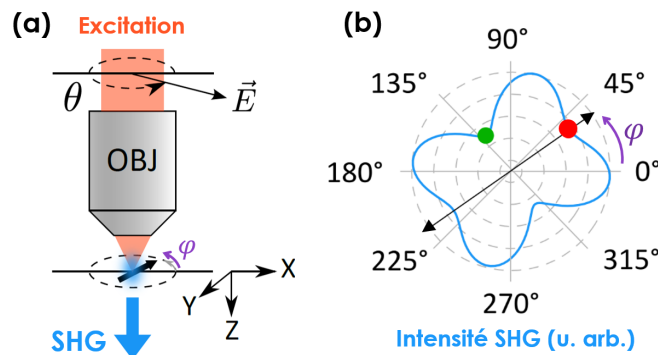 (a)
Excitation
θ
E⃗
OBJ
φ
X
Y
Z
SHG
(b)
90°
135°
45°
φ
180°
0°
225°
315°
270°
Intensité SHG (u. arb.)